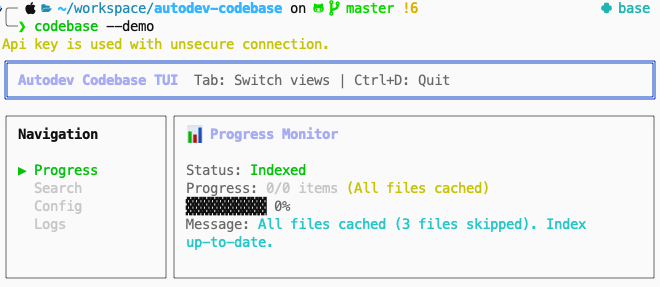 ~/workspace/autodev-codebase on master !6 base
❯ codebase --demo
Api key is used with unsecure connection.
Autodev Codebase TUI Tab: Switch views | Ctrl+D: Quit
Navigation
▶ Progress
Search
Config
Logs
📊 Progress Monitor
Status: Indexed
Progress: 0/0 items (All files cached)
▓▓▓▓▓▓▓▓▓▓ 0%
Message: All files cached (3 files skipped). Index
up-to-date.